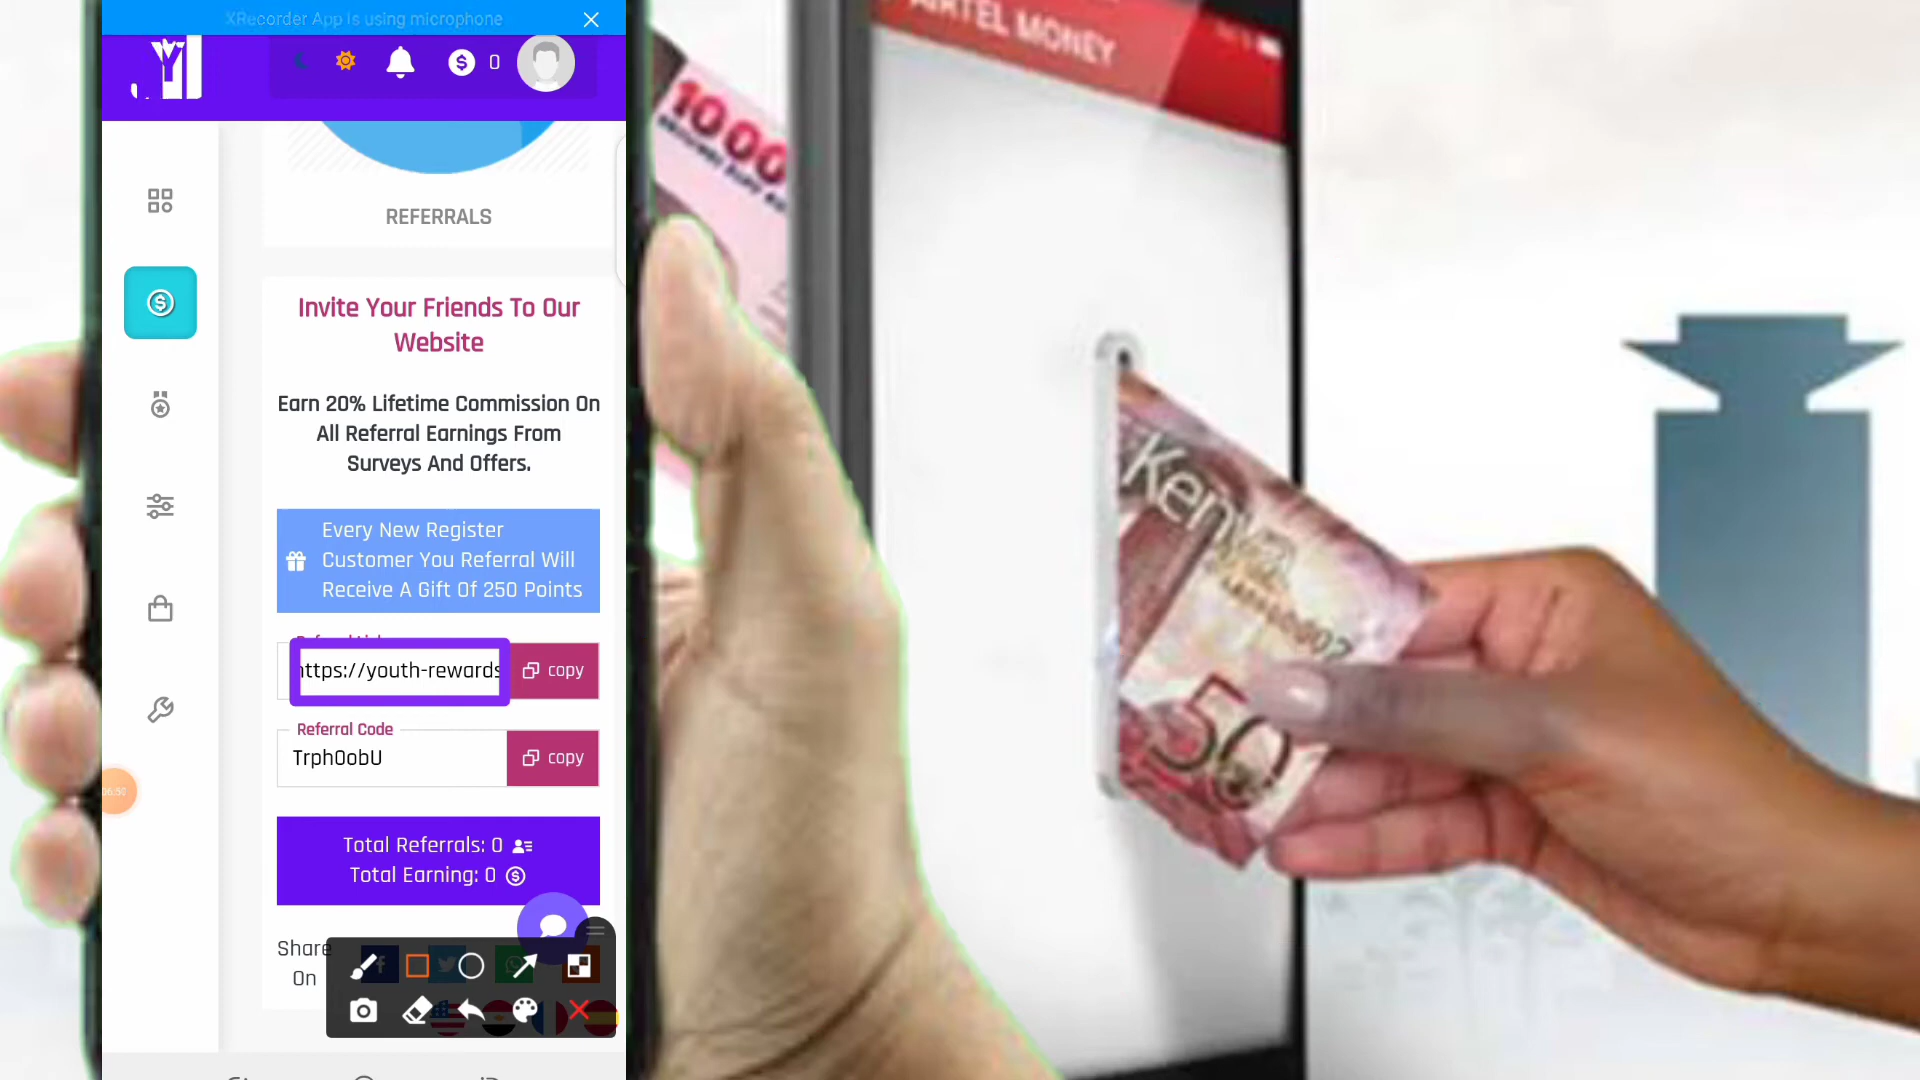 XRecorder App is using microphone
0
REFERRALS
Invite Your Friends To Our
Website
Earn 20% Lifetime Commission On
All Referral Earnings From
Surveys And Offers.
Every New Register
Customer You Referral Will
Receive A Gift Of 250 Points
https://youth-rewards
copy
Referral Code
Trph0obU
copy
Total Referrals: 0
Total Earning: 0
Share
On
AIRTEL MONEY
1000
Kenya
50